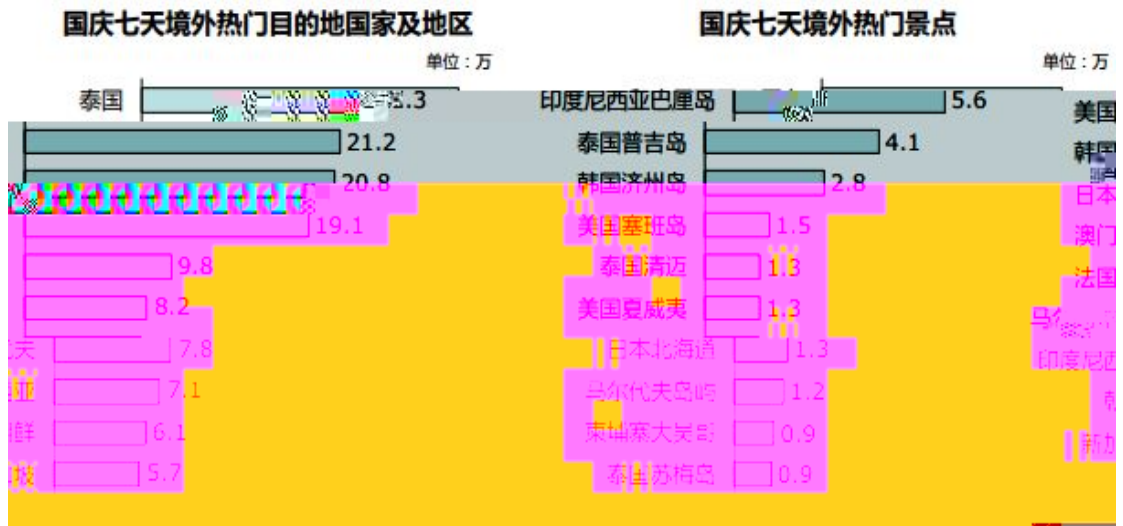 国庆七天境外热门目的地国家及地区
单位：万
泰国
21.2
20.8
19.1
9.8
8.2
7.8
7.1
6.1
5.7
国庆七天境外热门景点
单位：万
印度尼西亚巴厘岛 5.6
泰国普吉岛 4.1
韩国济州岛 2.8
美国塞班岛 1.5
泰国清迈 1.3
美国夏威夷 1.3
日本北海道 1.3
马尔代夫岛屿 1.2
柬埔寨大吴哥 0.9
泰国苏梅岛 0.9
美国
韩国
日本
澳门
法国
印度尼西